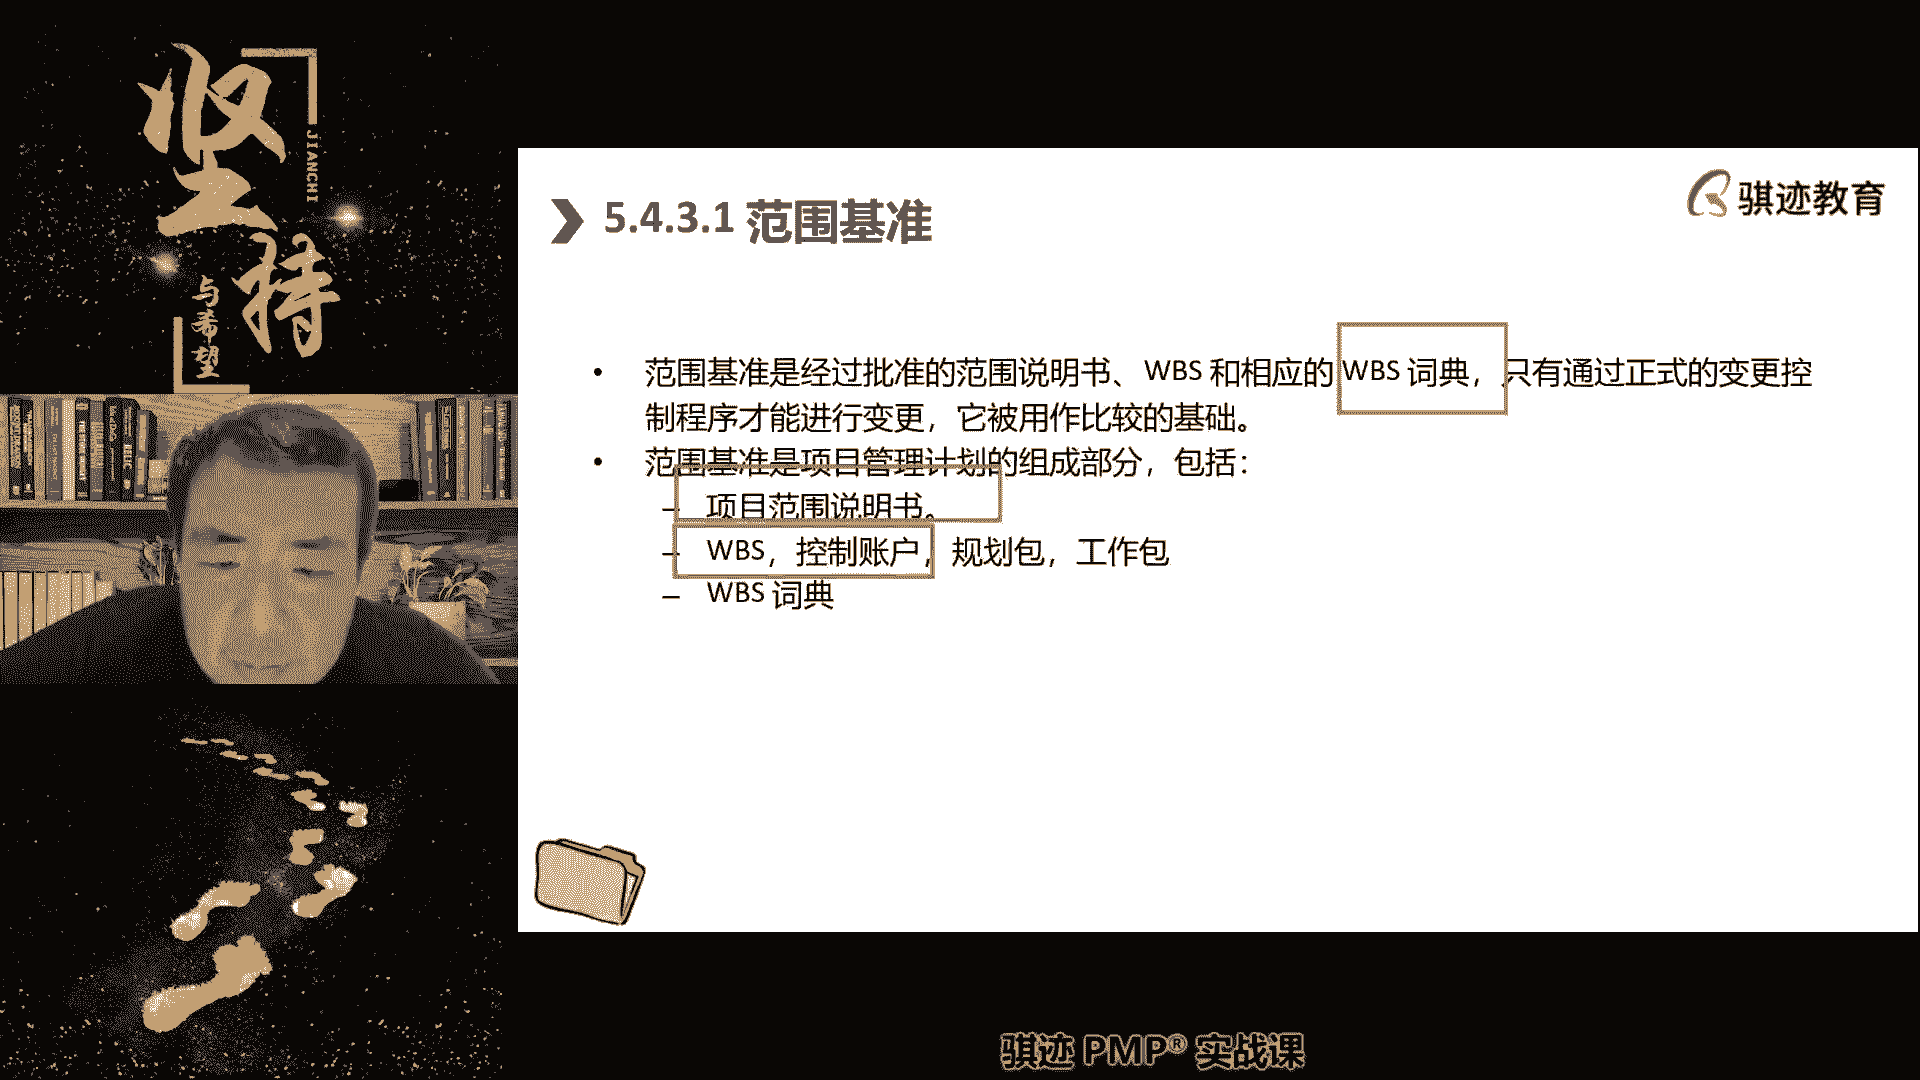 坚持
JIANCHI
与希望
5.4.3.1 范围基准
骐迹教育
• 范围基准是经过批准的范围说明书、WBS 和相应的 WBS 词典，只有通过正式的变更控
制程序才能进行变更，它被用作比较的基础。
• 范围基准是项目管理计划的组成部分，包括：
– 项目范围说明书。
– WBS，控制账户，规划包，工作包
– WBS 词典
骐迹 PMP® 实战课